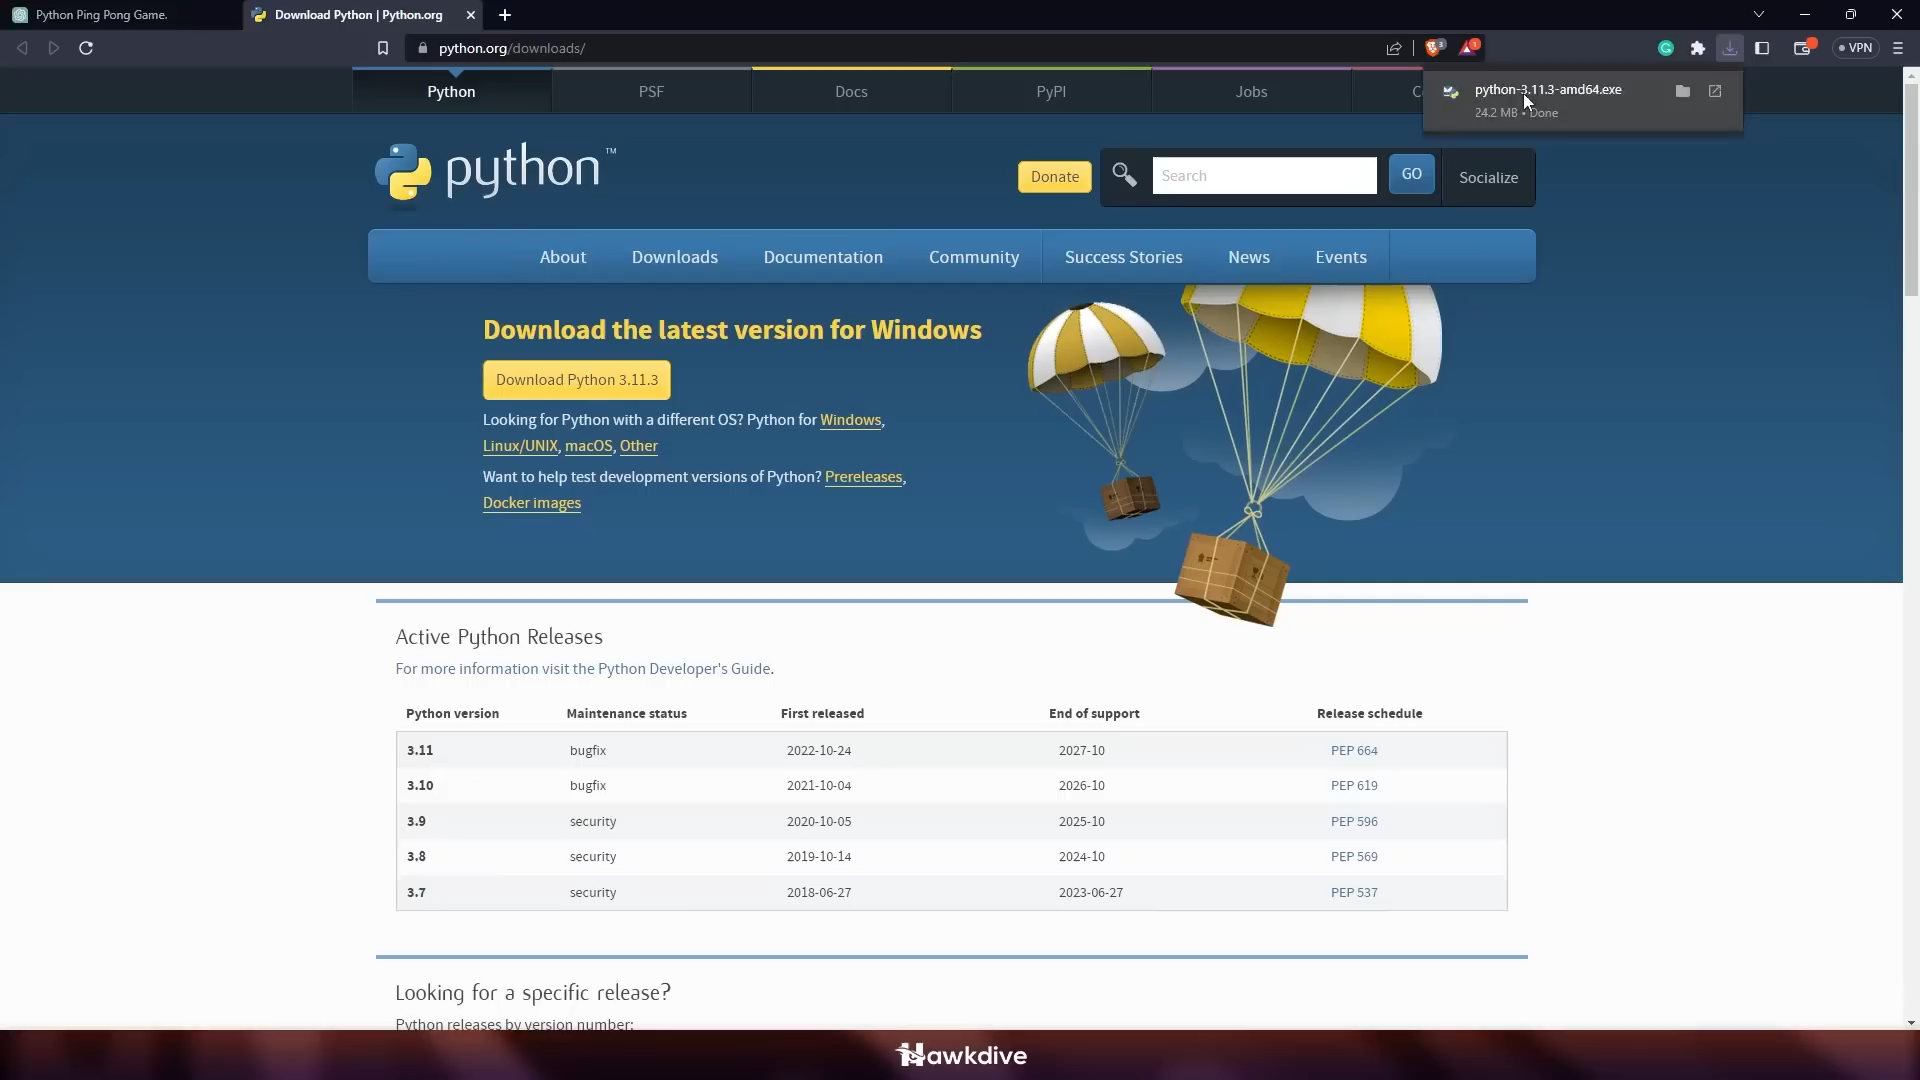 Python Ping Pong Game.
Download Python | Python.org
python.org/downloads/
3
1
VPN
Python
PSF
Docs
PyPI
Jobs
python-3.11.3-amd64.exe
24.2 MB • Done
python ™
Donate
Search
GO
Socialize
About
Downloads
Documentation
Community
Success Stories
News
Events
Download the latest version for Windows
Download Python 3.11.3
Looking for Python with a different OS? Python for Windows,
Linux/UNIX, macOS, Other
Want to help test development versions of Python? Prereleases,
Docker images
Active Python Releases
For more information visit the Python Developer's Guide.
Python version Maintenance status First released End of support Release schedule
3.11 bugfix 2022-10-24 2027-10 PEP 664
3.10 bugfix 2021-10-04 2026-10 PEP 619
3.9 security 2020-10-05 2025-10 PEP 596
3.8 security 2019-10-14 2024-10 PEP 569
3.7 security 2018-06-27 2023-06-27 PEP 537
Looking for a specific release?
Python releases by version number:
Hawkdive